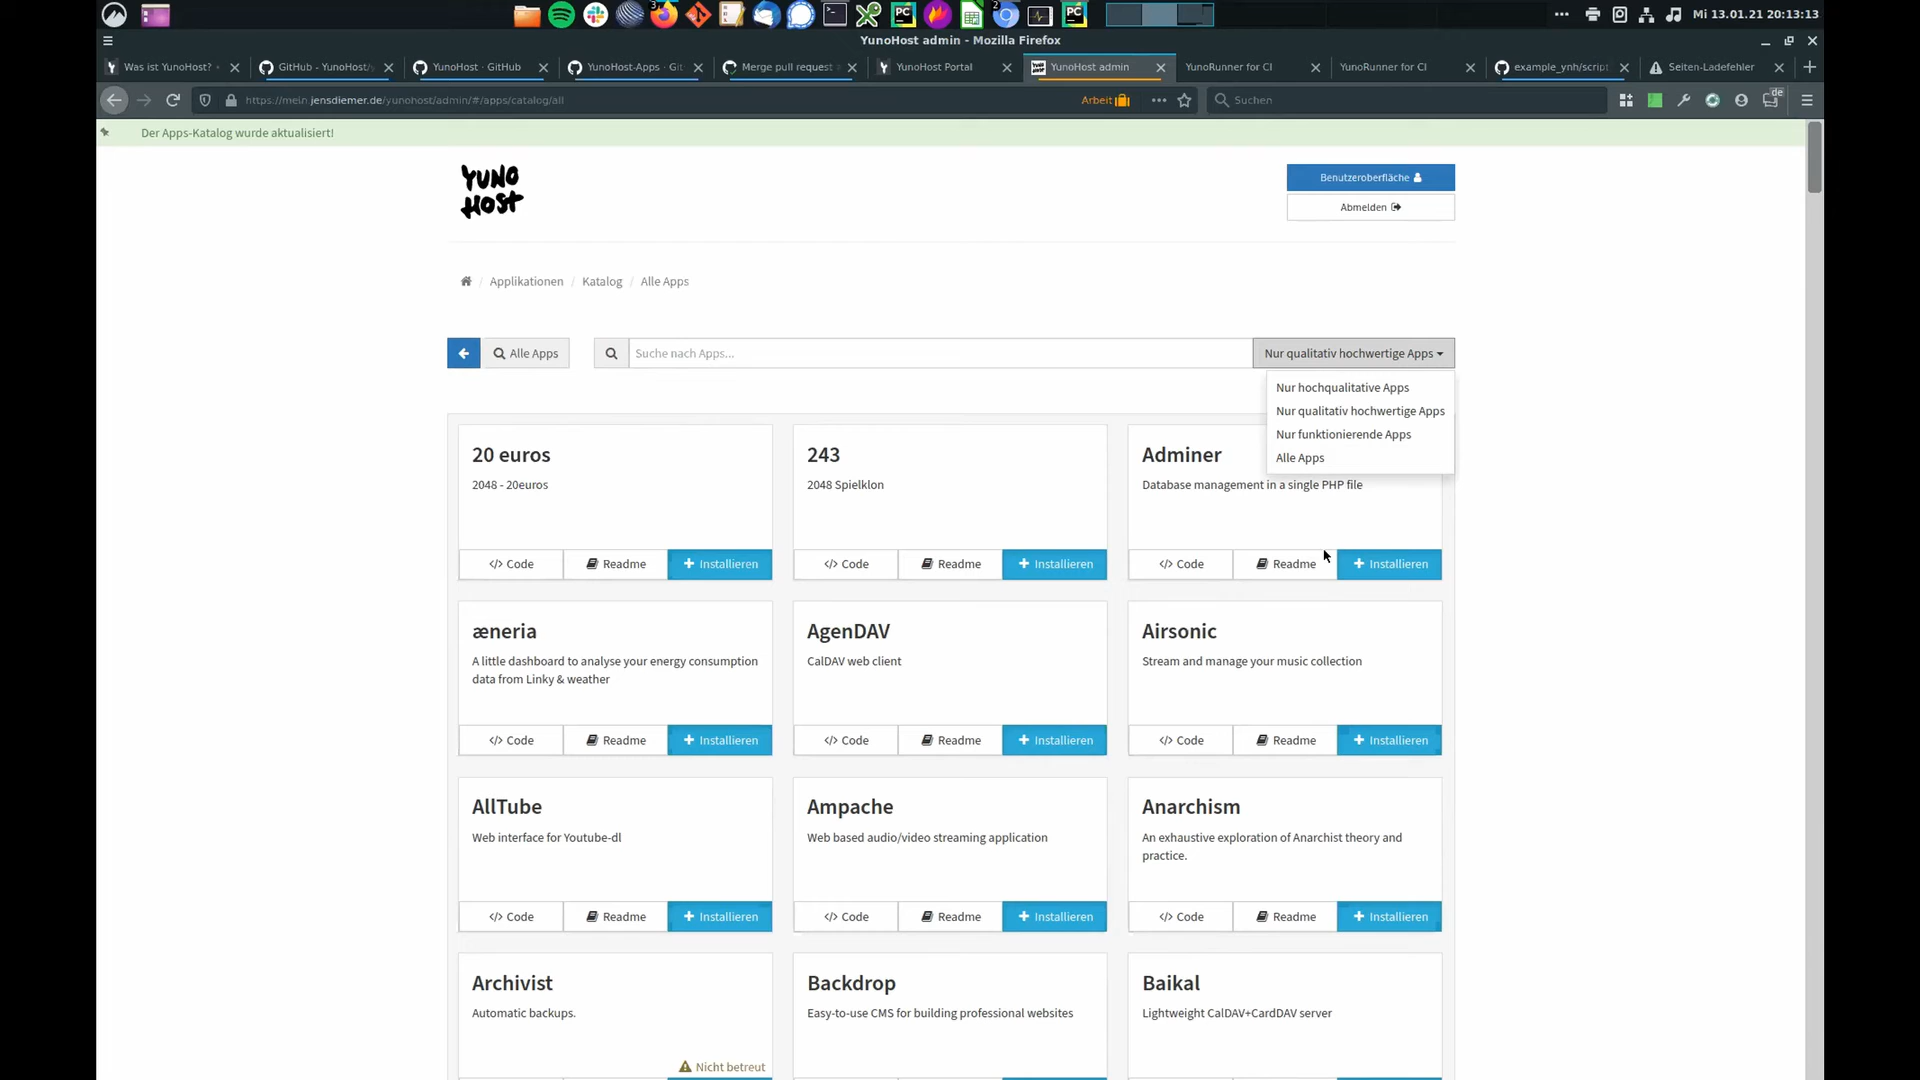 Mi 13.01.21 20:13:13
YunoHost admin - Mozilla Firefox
Was ist YunoHost?
GitHub - YunoHost/
YunoHost · GitHub
YunoHost-Apps · Git
Merge pull request
YunoHost Portal
YunoHost admin
YunoRunner for CI
YunoRunner for CI
example_ynh/script
Seiten-Ladefehler
https://mein.jensdiemer.de/yunohost/admin/#/apps/catalog/all
Arbeit
Suchen
de
Der Apps-Katalog wurde aktualisiert!
YUNO
HOST
Benutzeroberfläche
Abmelden
/ Applikationen / Katalog / Alle Apps
Alle Apps
Suche nach Apps...
Nur qualitativ hochwertige Apps
Nur hochqualitative Apps
Nur qualitativ hochwertige Apps
Nur funktionierende Apps
Alle Apps
20 euros
2048 - 20euros
</> Code
Readme
+ Installieren
243
2048 Spielklon
</> Code
Readme
+ Installieren
Adminer
Database management in a single PHP file
</> Code
Readme
+ Installieren
æneria
A little dashboard to analyse your energy consumption
data from Linky & weather
</> Code
Readme
+ Installieren
AgenDAV
CalDAV web client
</> Code
Readme
+ Installieren
Airsonic
Stream and manage your music collection
</> Code
Readme
+ Installieren
AllTube
Web interface for Youtube-dl
</> Code
Readme
+ Installieren
Ampache
Web based audio/video streaming application
</> Code
Readme
+ Installieren
Anarchism
An exhaustive exploration of Anarchist theory and
practice.
</> Code
Readme
+ Installieren
Archivist
Automatic backups.
Nicht betreut
Backdrop
Easy-to-use CMS for building professional websites
Baikal
Lightweight CalDAV+CardDAV server